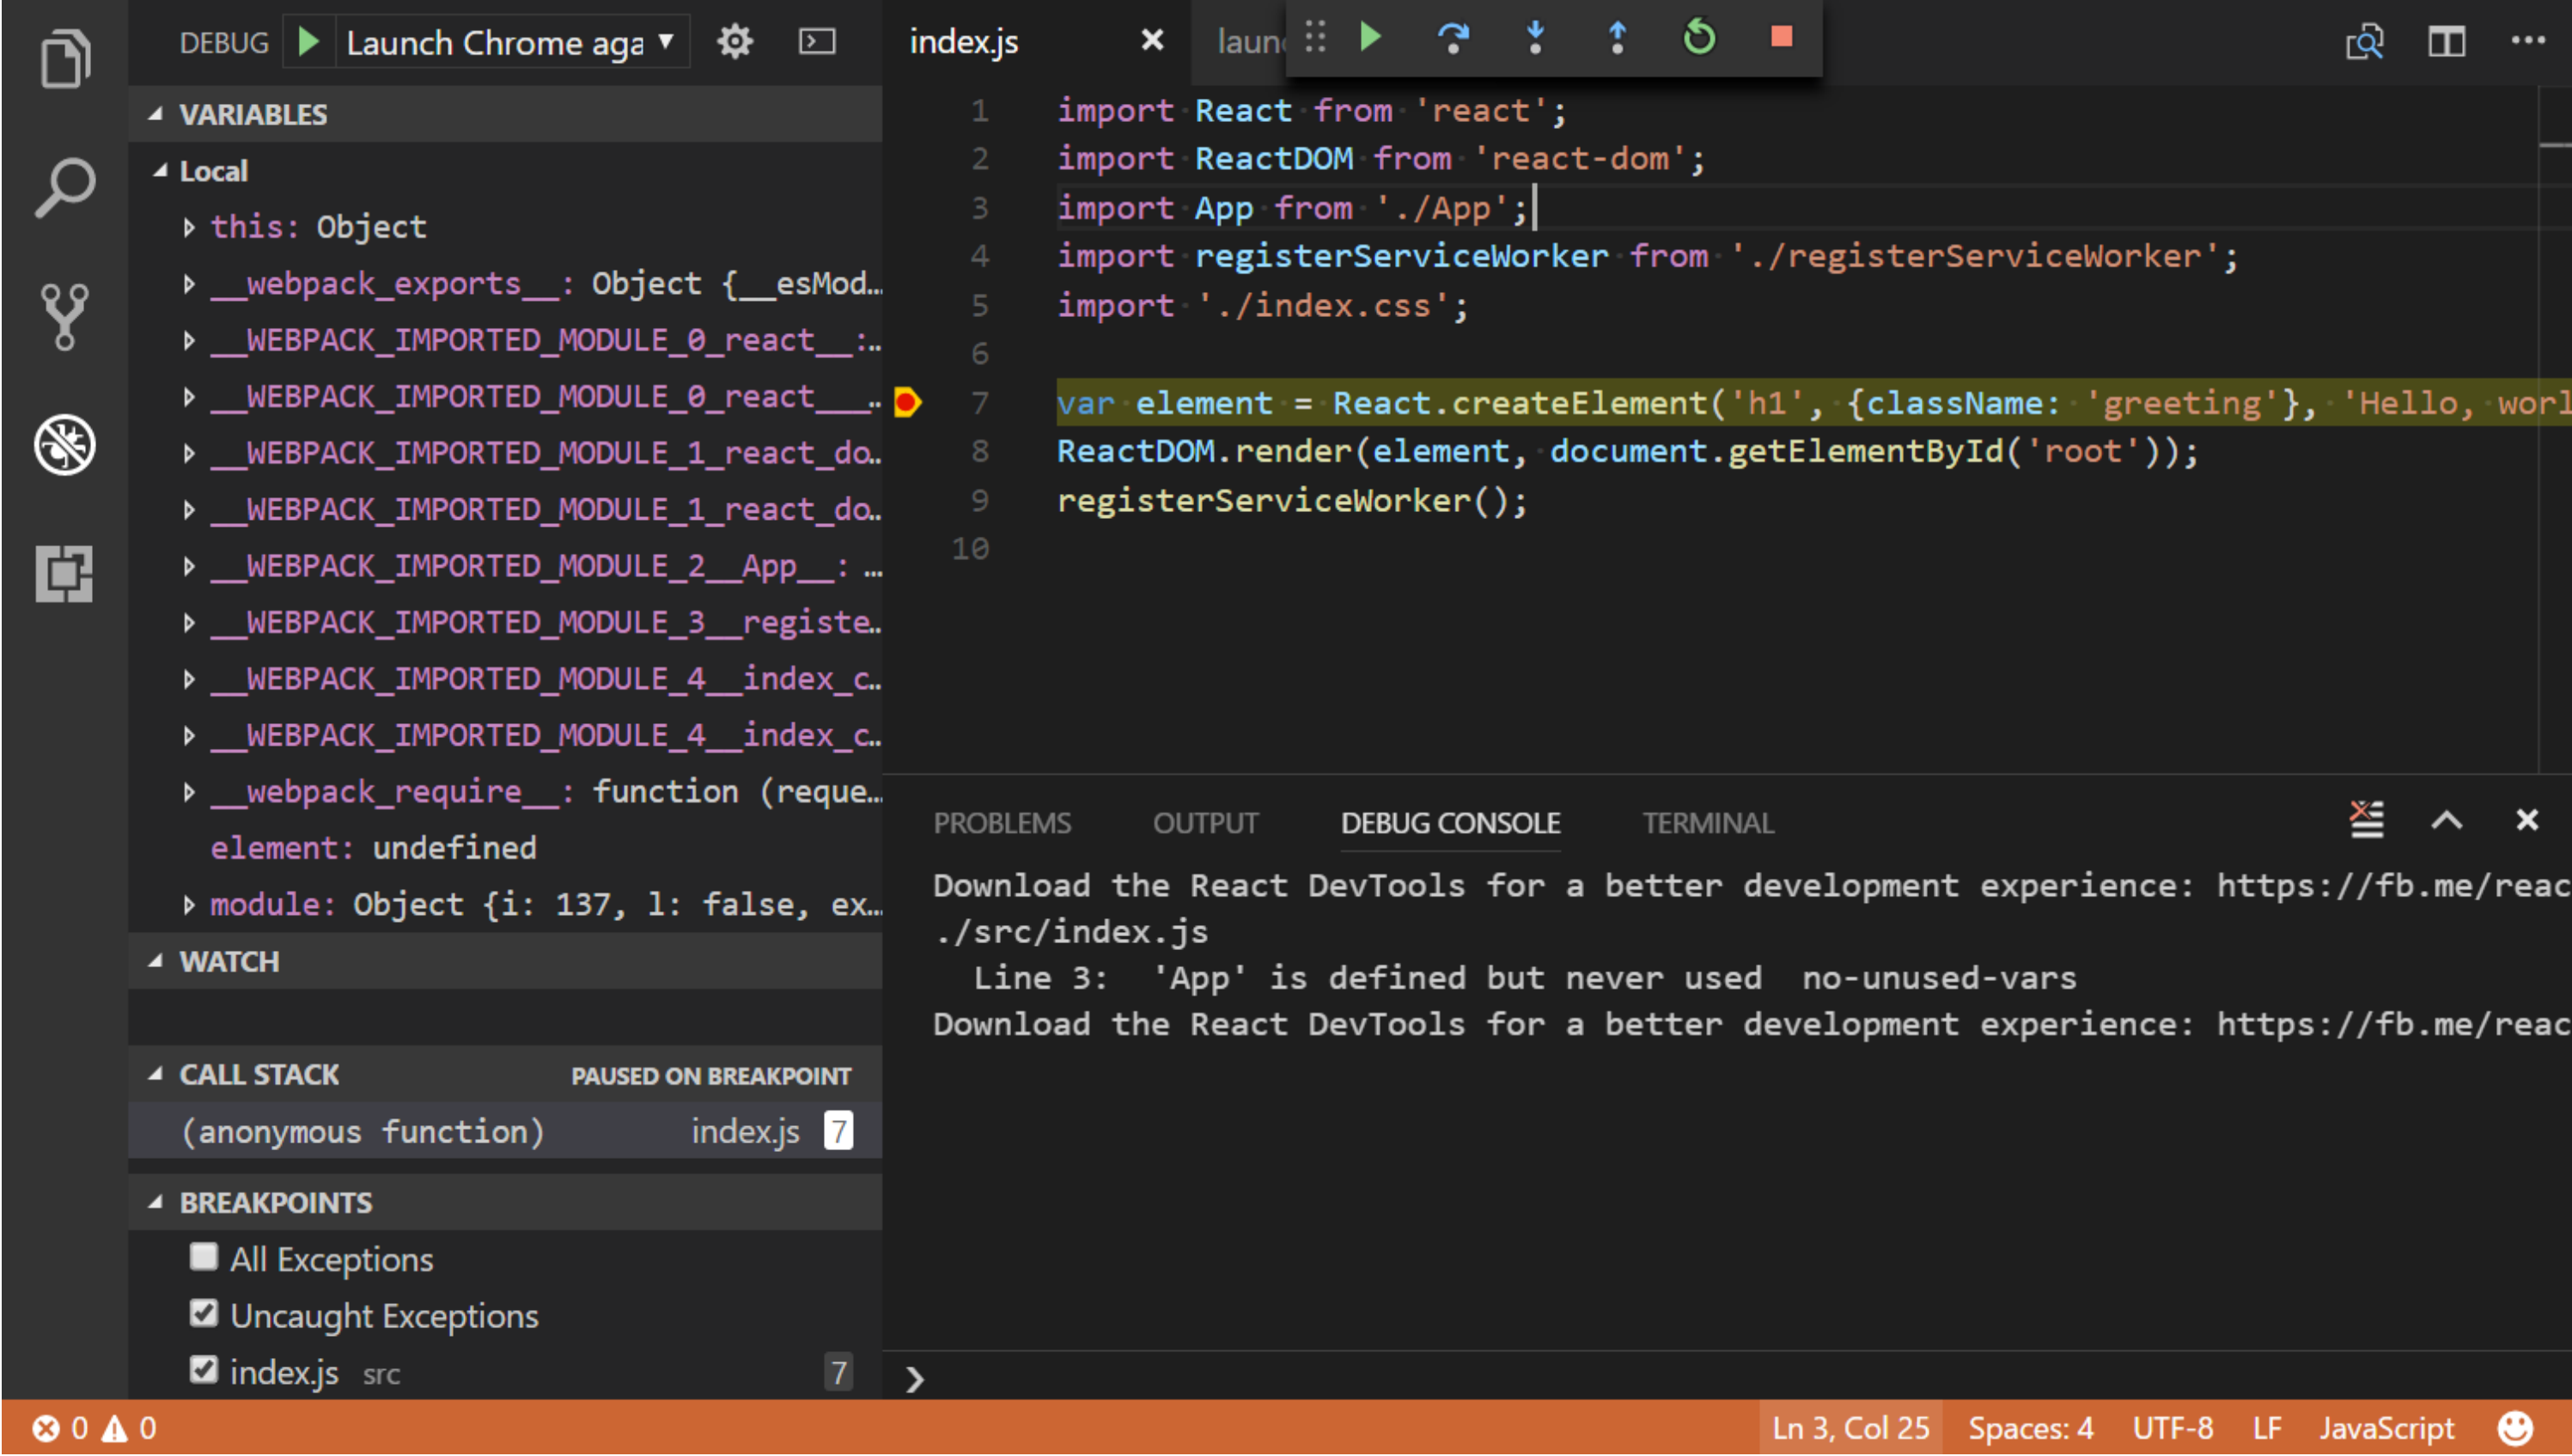 DEBUG Launch Chrome aga
VARIABLES
Local
this: Object
__webpack_exports__: Object {__esMod…
__WEBPACK_IMPORTED_MODULE_0_react__:…
__WEBPACK_IMPORTED_MODULE_0_react___…
__WEBPACK_IMPORTED_MODULE_1_react_do…
__WEBPACK_IMPORTED_MODULE_1_react_do…
__WEBPACK_IMPORTED_MODULE_2__App__: …
__WEBPACK_IMPORTED_MODULE_3__registe…
__WEBPACK_IMPORTED_MODULE_4__index_c…
__WEBPACK_IMPORTED_MODULE_4__index_c…
__webpack_require__: function (reque…
element: undefined
module: Object {i: 137, l: false, ex…
WATCH
CALL STACK PAUSED ON BREAKPOINT
(anonymous function) index.js 7
BREAKPOINTS
All Exceptions
Uncaught Exceptions
index.js src 7
index.js laun
1 import React from 'react';
2 import ReactDOM from 'react-dom';
3 import App from './App';
4 import registerServiceWorker from './registerServiceWorker';
5 import './index.css';
6
7 var element = React.createElement('h1', {className: 'greeting'}, 'Hello, worl
8 ReactDOM.render(element, document.getElementById('root'));
9 registerServiceWorker();
10
PROBLEMS OUTPUT DEBUG CONSOLE TERMINAL
Download the React DevTools for a better development experience: https://fb.me/reac
./src/index.js
Line 3: 'App' is defined but never used no-unused-vars
Download the React DevTools for a better development experience: https://fb.me/reac
0 0 Ln 3, Col 25 Spaces: 4 UTF-8 LF JavaScript